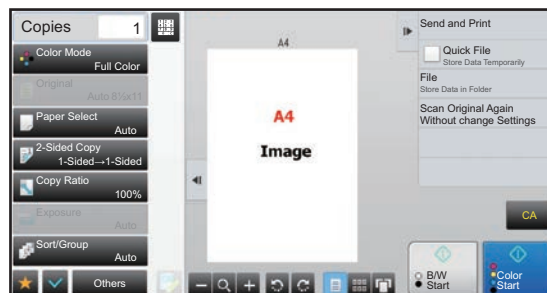 Copies 1
Color Mode
Full Color
Original
Auto 8½x11
Paper Select
Auto
2-Sided Copy
1-Sided→1-Sided
Copy Ratio
100%
Exposure
Auto
Sort/Group
Auto
Others
A4
A4
Image
Send and Print
Quick File
Store Data Temporarily
File
Store Data in Folder
Scan Original Again
Without change Settings
CA
B/W
Start
Color
Start